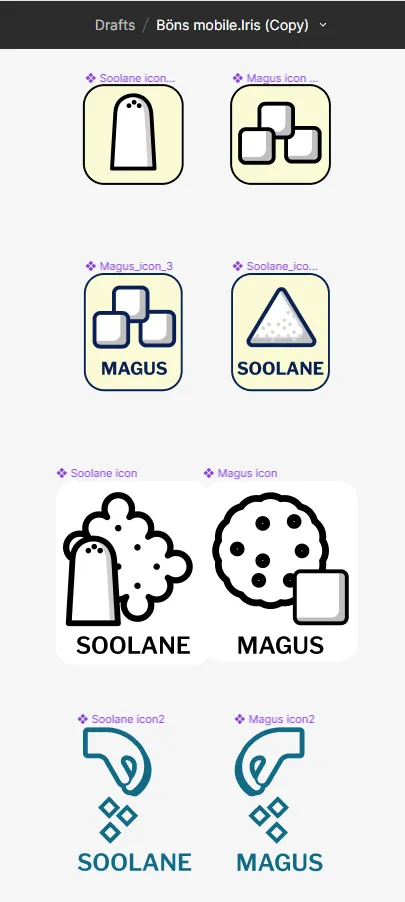 Drafts / Böns mobile.Iris (Copy)
Soolane icon...
Magus icon ...
Magus_icon_3
Soolane_ico...
MAGUS
SOOLANE
Soolane icon
Magus icon
SOOLANE
MAGUS
Soolane icon2
Magus icon2
SOOLANE
MAGUS